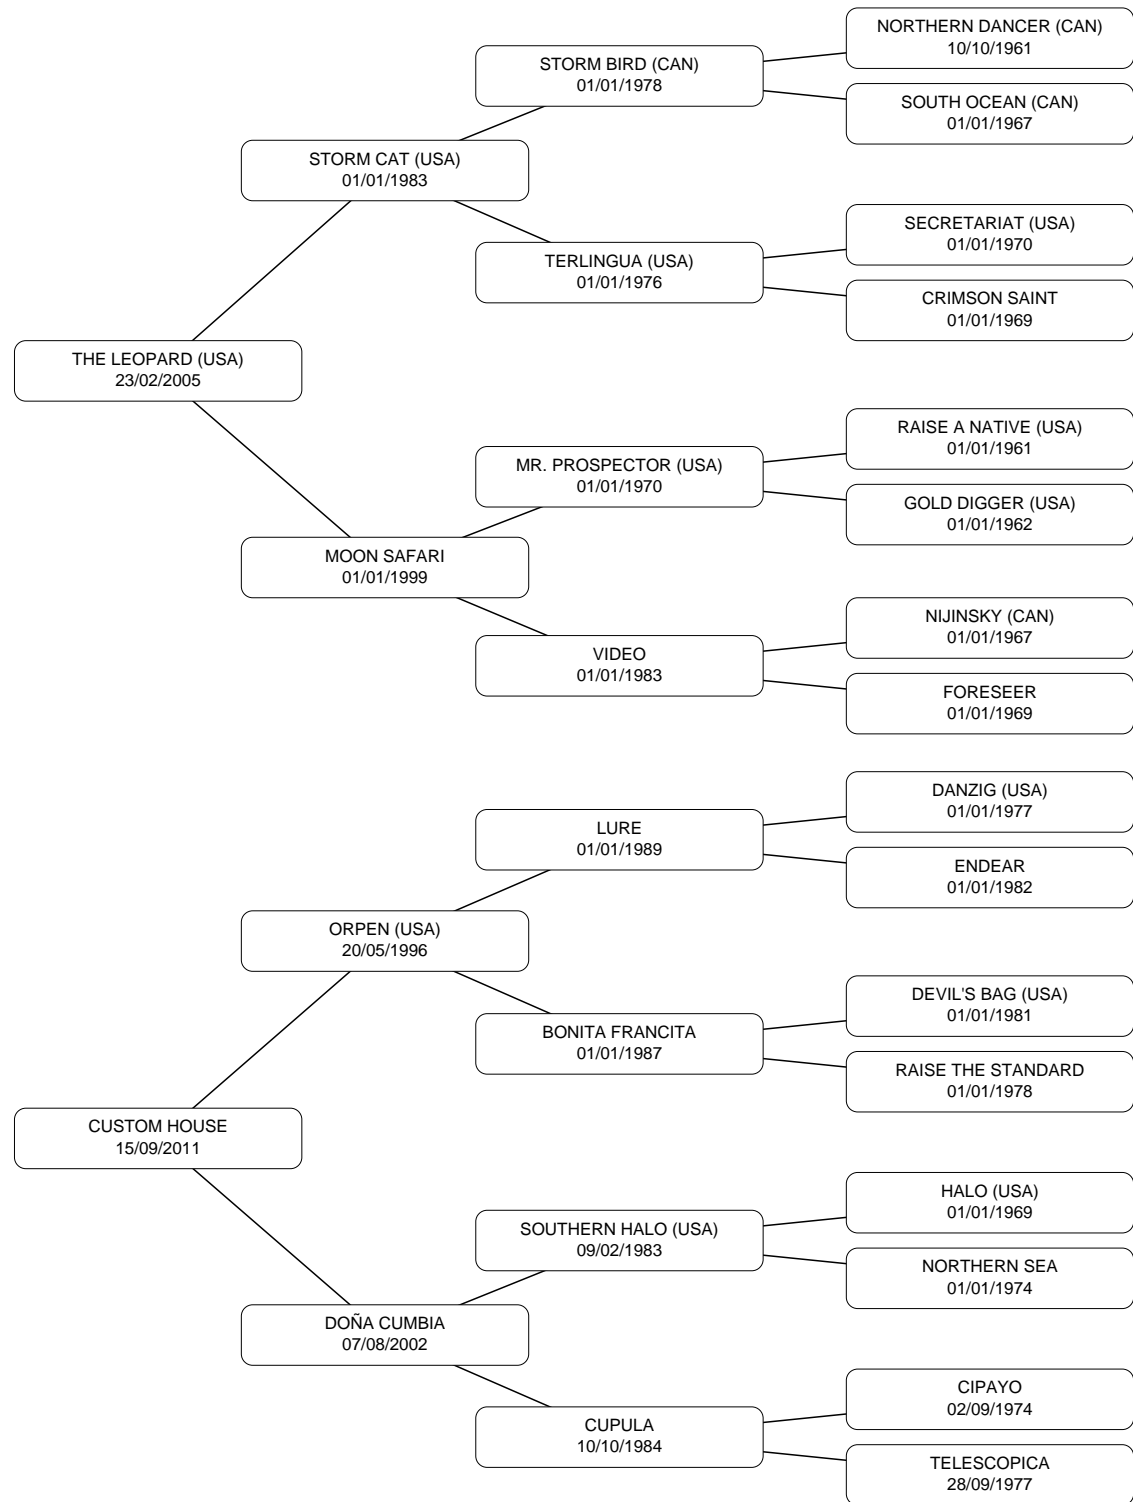 NORTHERN DANCER (CAN)
10/10/1961
STORM BIRD (CAN)
01/01/1978
SOUTH OCEAN (CAN)
01/01/1967
STORM CAT (USA)
01/01/1983
SECRETARIAT (USA)
01/01/1970
TERLINGUA (USA)
01/01/1976
CRIMSON SAINT
01/01/1969
THE LEOPARD (USA)
23/02/2005
RAISE A NATIVE (USA)
01/01/1961
MR. PROSPECTOR (USA)
01/01/1970
GOLD DIGGER (USA)
01/01/1962
MOON SAFARI
01/01/1999
NIJINSKY (CAN)
01/01/1967
VIDEO
01/01/1983
FORESEER
01/01/1969
DANZIG (USA)
01/01/1977
LURE
01/01/1989
ENDEAR
01/01/1982
ORPEN (USA)
20/05/1996
DEVIL'S BAG (USA)
01/01/1981
BONITA FRANCITA
01/01/1987
RAISE THE STANDARD
01/01/1978
CUSTOM HOUSE
15/09/2011
HALO (USA)
01/01/1969
SOUTHERN HALO (USA)
09/02/1983
NORTHERN SEA
01/01/1974
DOÑA CUMBIA
07/08/2002
CIPAYO
02/09/1974
CUPULA
10/10/1984
TELESCOPICA
28/09/1977